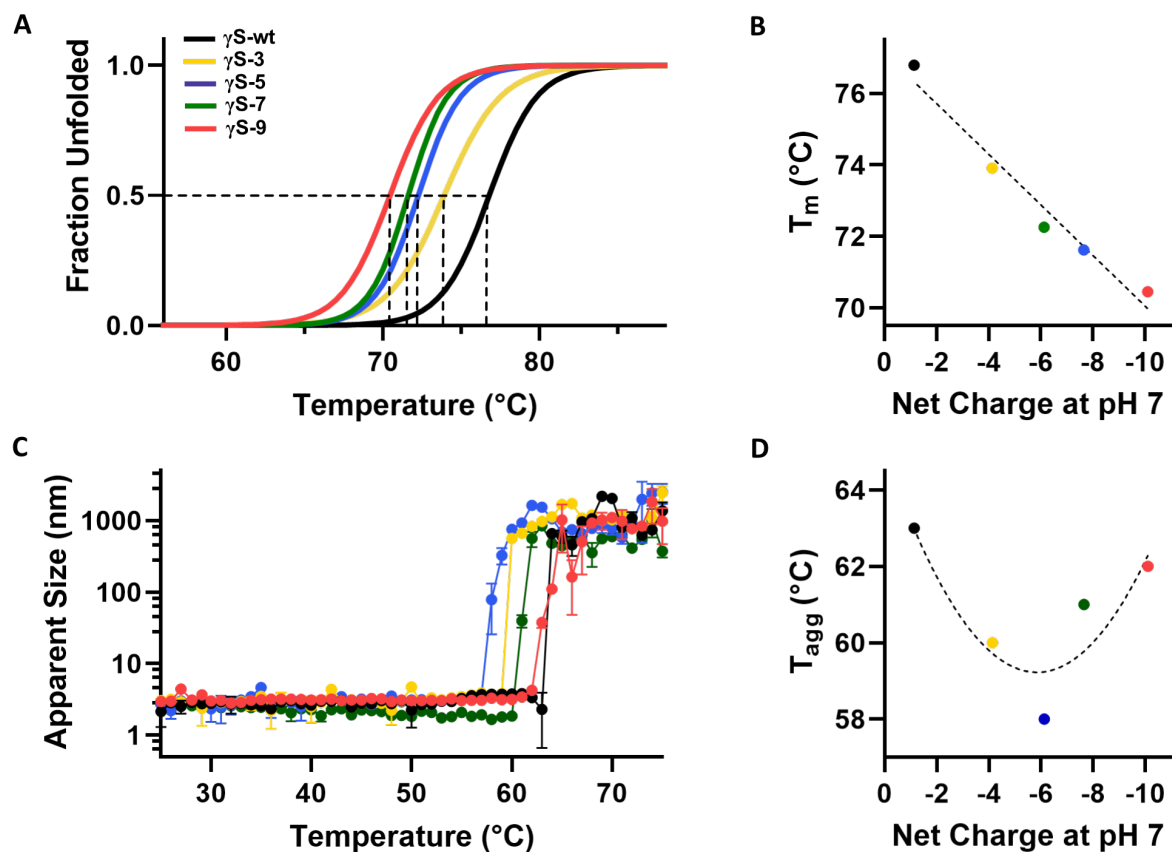 A
γS-wt
γS-3
γS-5
γS-7
γS-9
Fraction Unfolded
1.0
0.5
0.0
60
70
80
Temperature (°C)
B
Tm (°C)
76
74
72
70
0
-2
-4
-6
-8
-10
Net Charge at pH 7
C
Apparent Size (nm)
1000
100
10
1
30
40
50
60
70
Temperature (°C)
D
Tagg (°C)
64
62
60
58
0
-2
-4
-6
-8
-10
Net Charge at pH 7